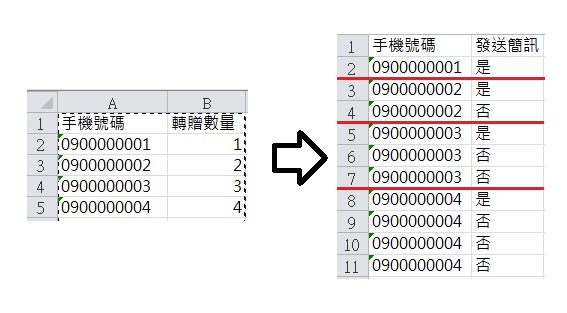 A B
1 手機號碼 轉贈數量
2 0900000001 1
3 0900000002 2
4 0900000003 3
5 0900000004 4
1 手機號碼 發送簡訊
2 0900000001 是
3 0900000002 是
4 0900000002 否
5 0900000003 是
6 0900000003 否
7 0900000003 否
8 0900000004 是
9 0900000004 否
10 0900000004 否
11 0900000004 否